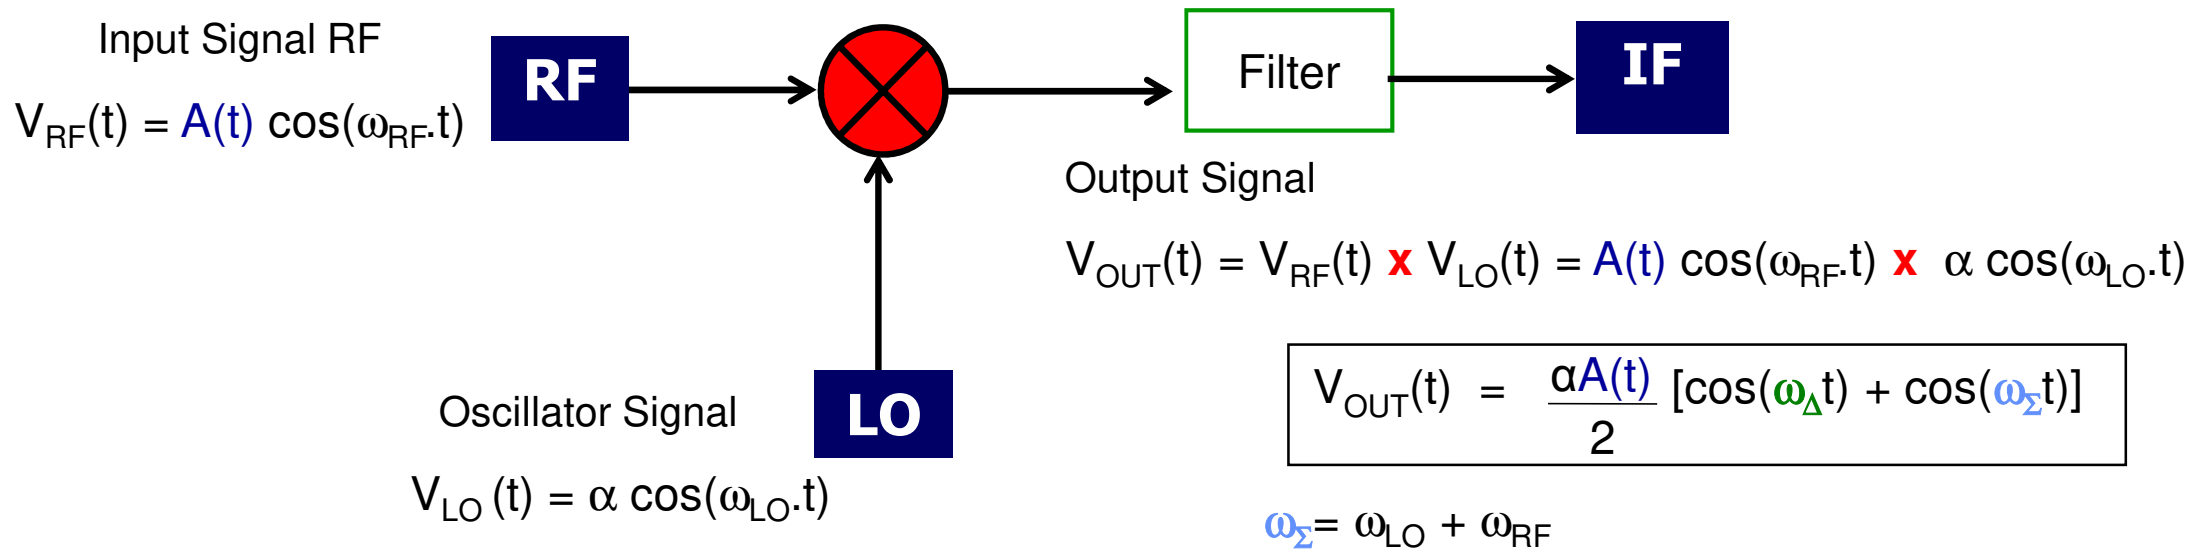 Input Signal RF
V_RF(t) = A(t) cos(ω_RF.t)
RF
Filter
IF
Output Signal
V_OUT(t) = V_RF(t) x V_LO(t) = A(t) cos(ω_RF.t) x α cos(ω_LO.t)
V_OUT(t) = αA(t)/2 [cos(ω_Δt) + cos(ω_Σt)]
Oscillator Signal
LO
V_LO (t) = α cos(ω_LO.t)
ω_Σ= ω_LO + ω_RF